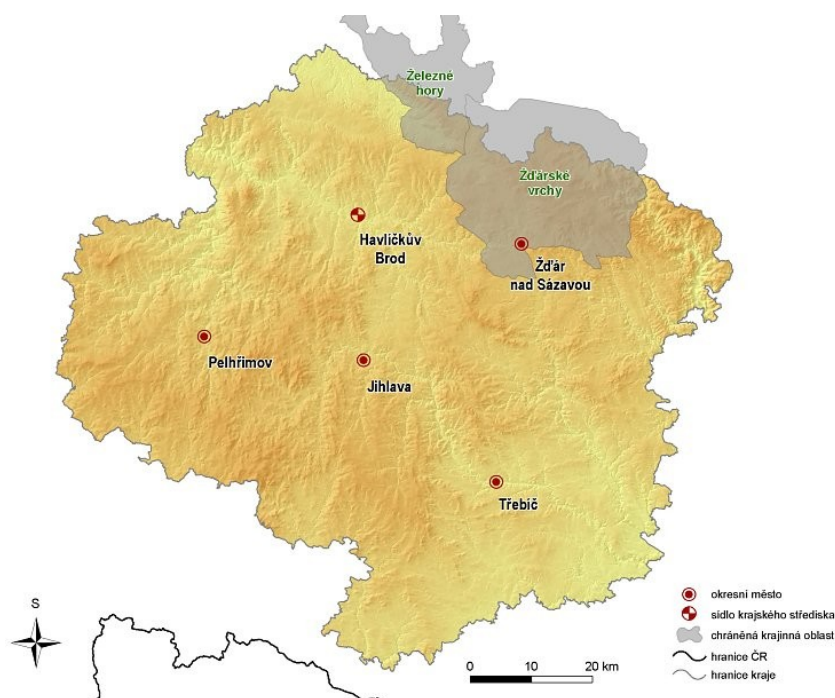 Železné
hory
Žďárské
vrchy
Havlíčkův
Brod
Žďár
nad Sázavou
Pelhřimov
Jihlava
Třebíč
S
0 10 20 km
okresní město
sídlo krajského střediska
chráněná krajinná oblast
hranice ČR
hranice kraje